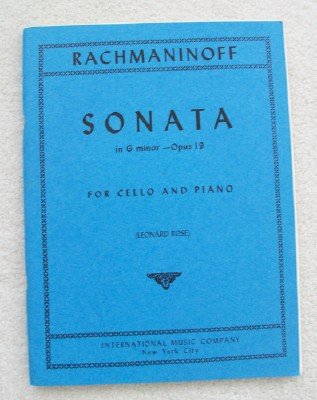 RACHMANINOFF
SONATA
in G minor—Opus 19
FOR CELLO AND PIANO
(LEONARD ROSE)
INTERNATIONAL MUSIC COMPANY
New York City